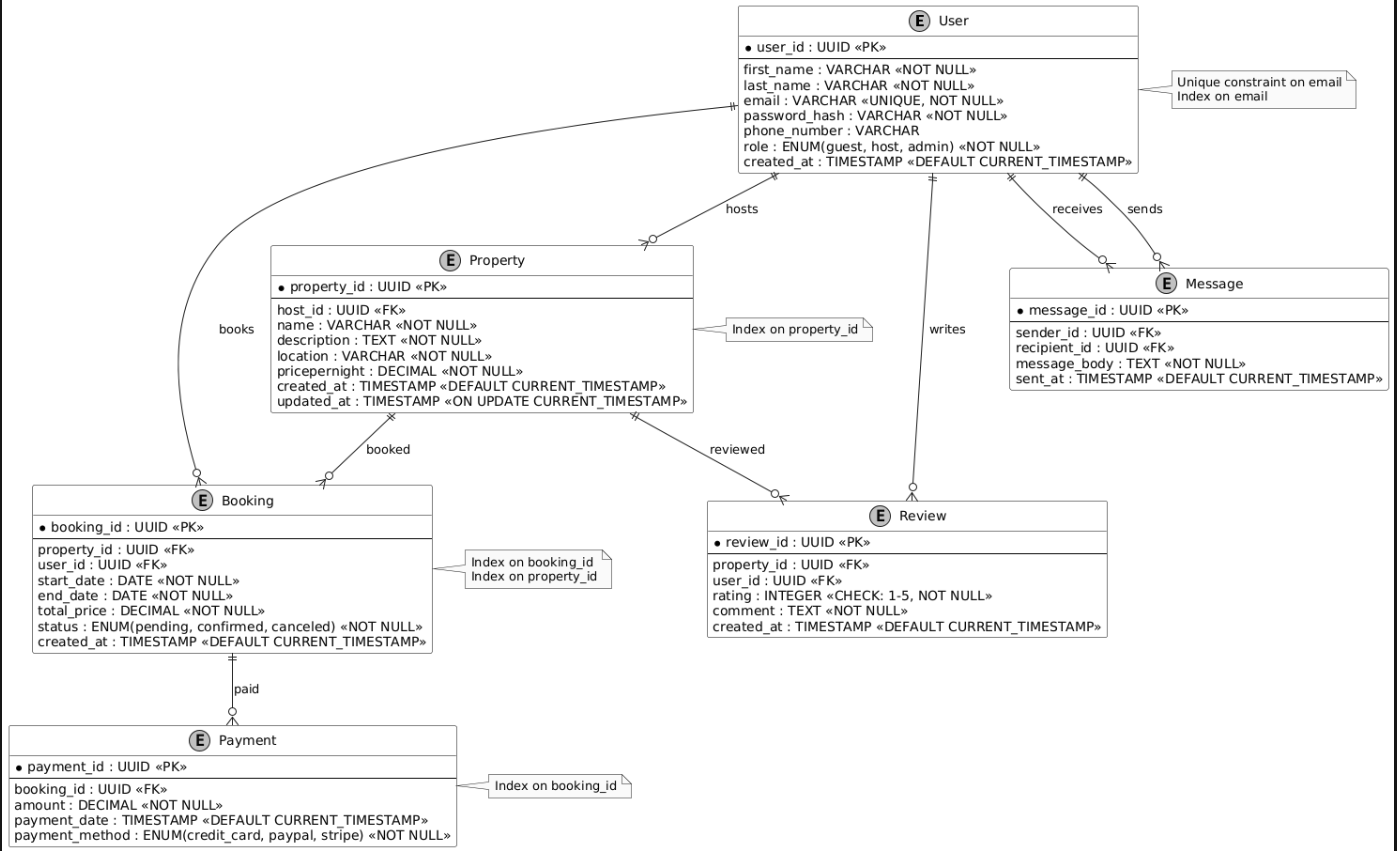 E User
user_id : UUID «PK»
first_name : VARCHAR «NOT NULL»
last_name : VARCHAR «NOT NULL»
email : VARCHAR «UNIQUE, NOT NULL»
password_hash : VARCHAR «NOT NULL»
phone_number : VARCHAR
role : ENUM(guest, host, admin) «NOT NULL»
created_at : TIMESTAMP «DEFAULT CURRENT_TIMESTAMP»
Unique constraint on email
Index on email
hosts
receives
sends
E Property
property_id : UUID «PK»
host_id : UUID «FK»
name : VARCHAR «NOT NULL»
description : TEXT «NOT NULL»
location : VARCHAR «NOT NULL»
pricepernight : DECIMAL «NOT NULL»
created_at : TIMESTAMP «DEFAULT CURRENT_TIMESTAMP»
updated_at : TIMESTAMP «ON UPDATE CURRENT_TIMESTAMP»
Index on property_id
E Message
message_id : UUID «PK»
sender_id : UUID «FK»
recipient_id : UUID «FK»
message_body : TEXT «NOT NULL»
sent_at : TIMESTAMP «DEFAULT CURRENT_TIMESTAMP»
books
writes
booked
reviewed
E Booking
booking_id : UUID «PK»
property_id : UUID «FK»
user_id : UUID «FK»
start_date : DATE «NOT NULL»
end_date : DATE «NOT NULL»
total_price : DECIMAL «NOT NULL»
status : ENUM(pending, confirmed, canceled) «NOT NULL»
created_at : TIMESTAMP «DEFAULT CURRENT_TIMESTAMP»
Index on booking_id
Index on property_id
E Review
review_id : UUID «PK»
property_id : UUID «FK»
user_id : UUID «FK»
rating : INTEGER «CHECK: 1-5, NOT NULL»
comment : TEXT «NOT NULL»
created_at : TIMESTAMP «DEFAULT CURRENT_TIMESTAMP»
paid
E Payment
payment_id : UUID «PK»
booking_id : UUID «FK»
amount : DECIMAL «NOT NULL»
payment_date : TIMESTAMP «DEFAULT CURRENT_TIMESTAMP»
payment_method : ENUM(credit_card, paypal, stripe) «NOT NULL»
Index on booking_id